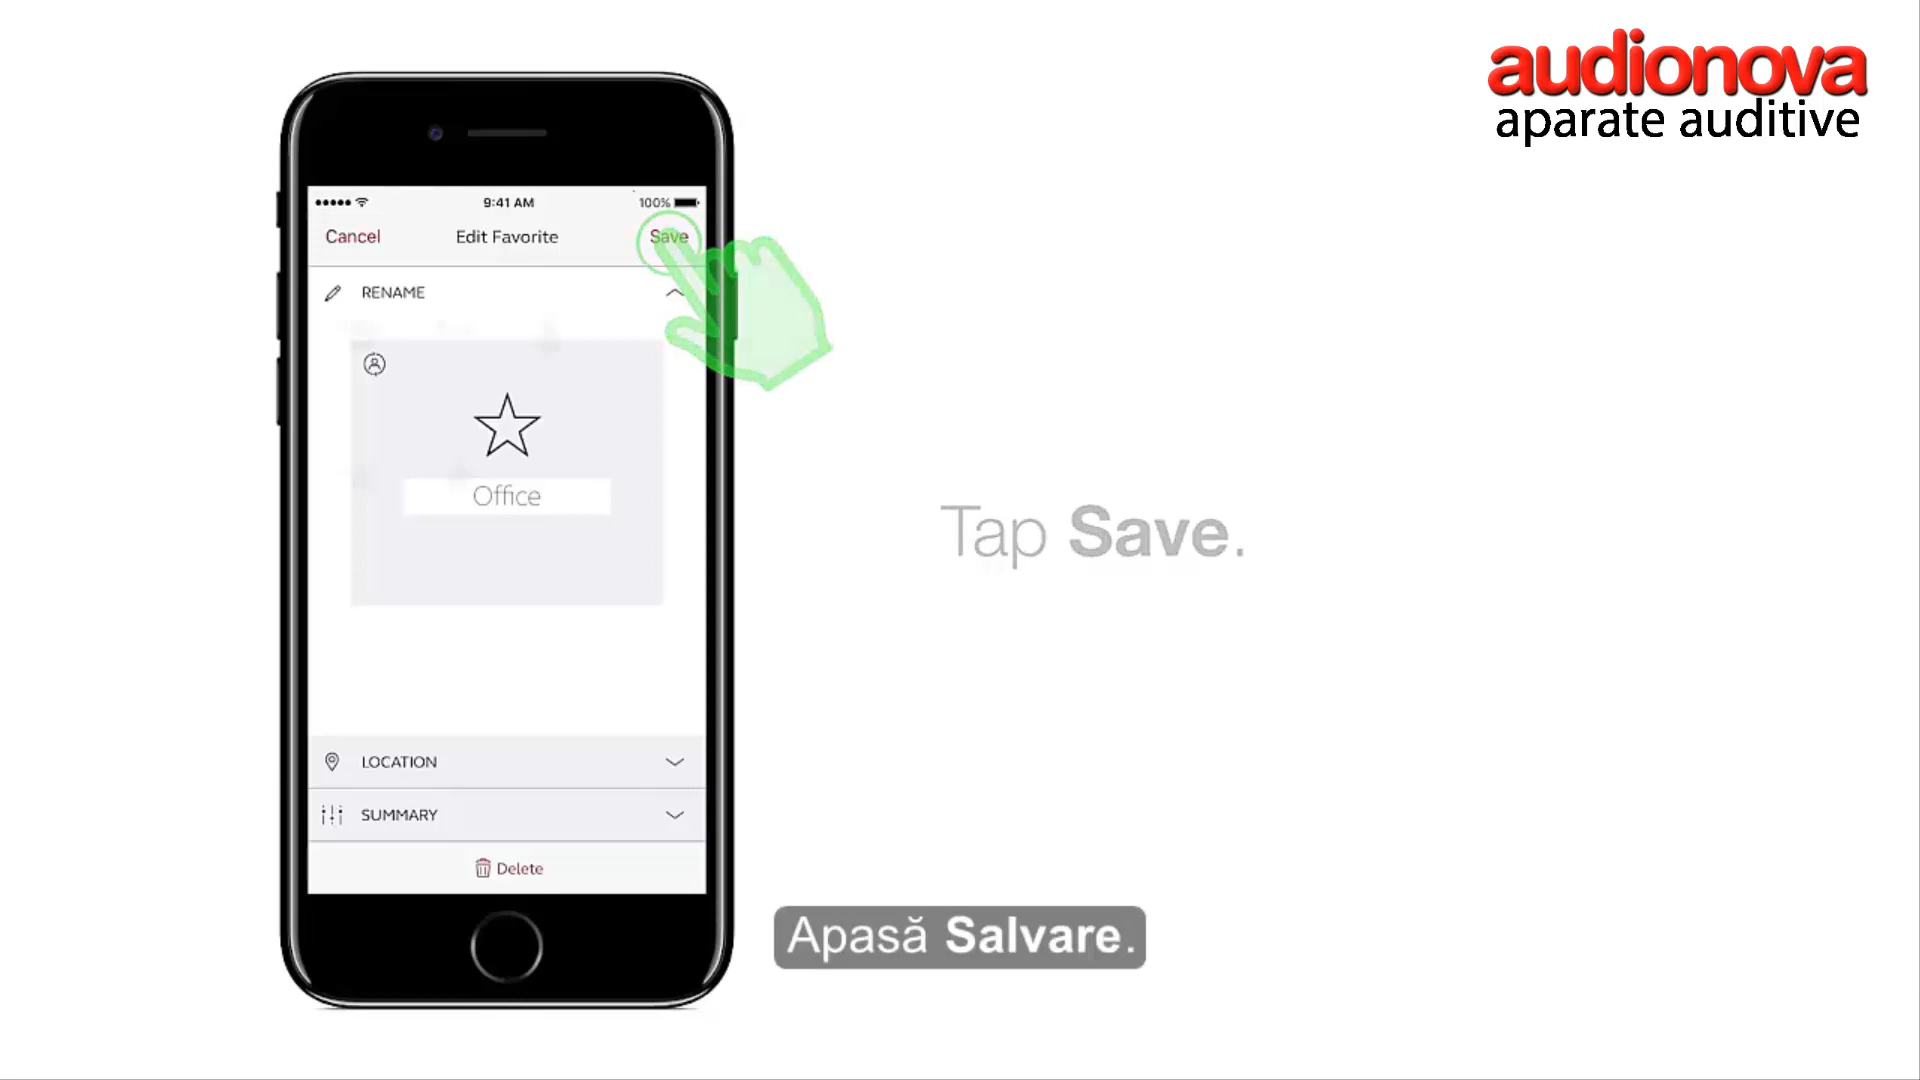 audionova
aparate auditive
9:41 AM
100%
Cancel
Edit Favorite
Save
RENAME
Office
Tap Save.
LOCATION
SUMMARY
Delete
Apasă Salvare.